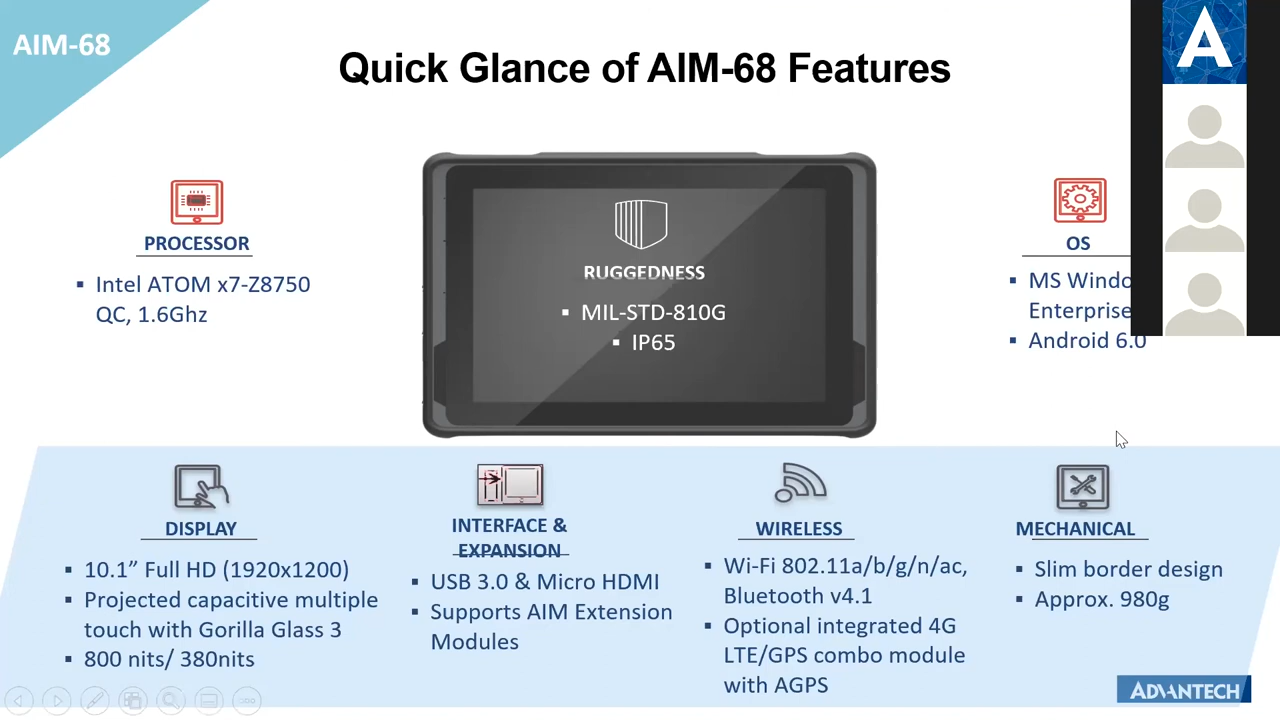 AIM-68
Quick Glance of AIM-68 Features
A
PROCESSOR
▪ Intel ATOM x7-Z8750
QC, 1.6Ghz
RUGGEDNESS
▪ MIL-STD-810G
▪ IP65
OS
▪ MS
Enterprise
▪ Android 6.0
DISPLAY
▪ 10.1” Full HD (1920x1200)
▪ Projected capacitive multiple
touch with Gorilla Glass 3
▪ 800 nits/ 380nits
INTERFACE &
EXPANSION
▪ USB 3.0 & Micro HDMI
▪ Supports AIM Extension
Modules
WIRELESS
▪ Wi-Fi 802.11a/b/g/n/ac,
Bluetooth v4.1
▪ Optional integrated 4G
LTE/GPS combo module
with AGPS
MECHANICAL
▪ Slim border design
▪ Approx. 980g
ADVANTECH